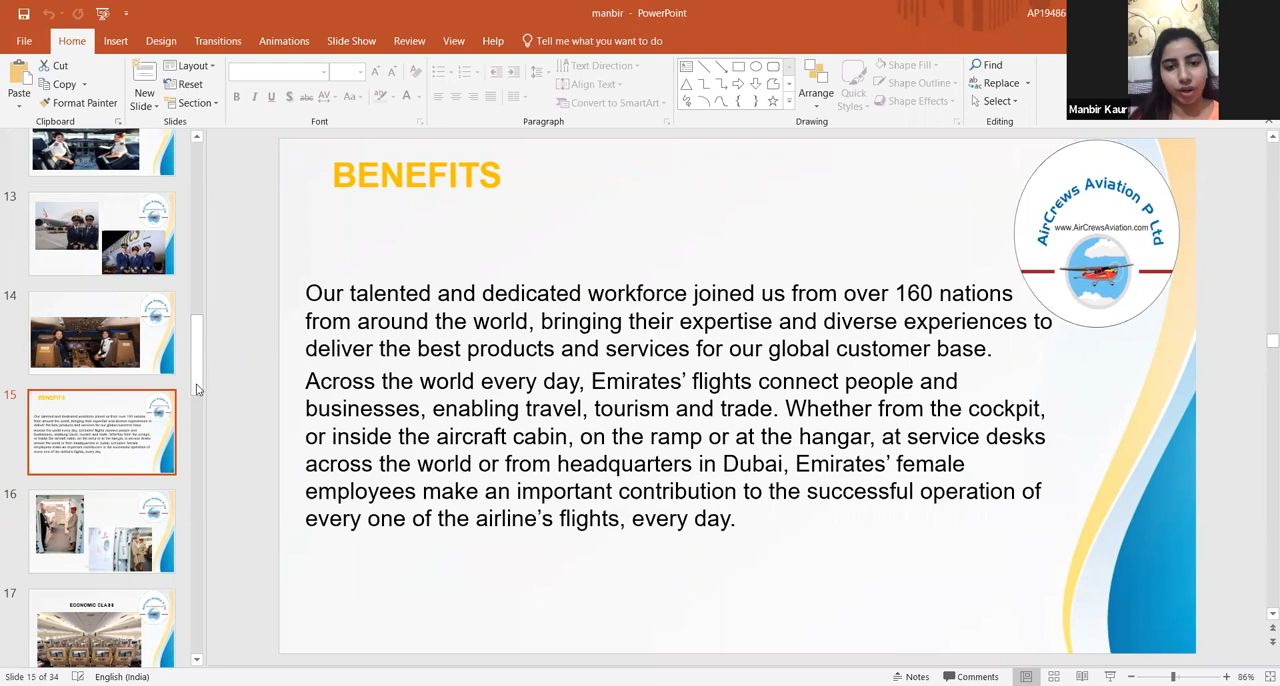 manbir - PowerPoint
AP19486
File Home Insert Design Transitions Animations Slide Show Review View Help Tell me what you want to do
Paste
Cut
Copy
Format Painter
Clipboard
New
Slide
Layout
Reset
Section
Slides
B I U S abc AV Aa A
Font
Text Direction
Align Text
Convert to SmartArt
Paragraph
Arrange
Quick
Styles
Shape Fill
Shape Outline
Shape Effects
Drawing
Find
Replace
Select
Editing
Manbir Kaur
13
14
15
16
17
ECONOMIC CLASS
BENEFITS
AirCrews Aviation P Ltd
www.AirCrewsAviation.com
Our talented and dedicated workforce joined us from over 160 nations
from around the world, bringing their expertise and diverse experiences to
deliver the best products and services for our global customer base.
Across the world every day, Emirates’ flights connect people and
businesses, enabling travel, tourism and trade. Whether from the cockpit,
or inside the aircraft cabin, on the ramp or at the hangar, at service desks
across the world or from headquarters in Dubai, Emirates’ female
employees make an important contribution to the successful operation of
every one of the airline’s flights, every day.
Slide 15 of 34 English (India) Notes Comments 86%